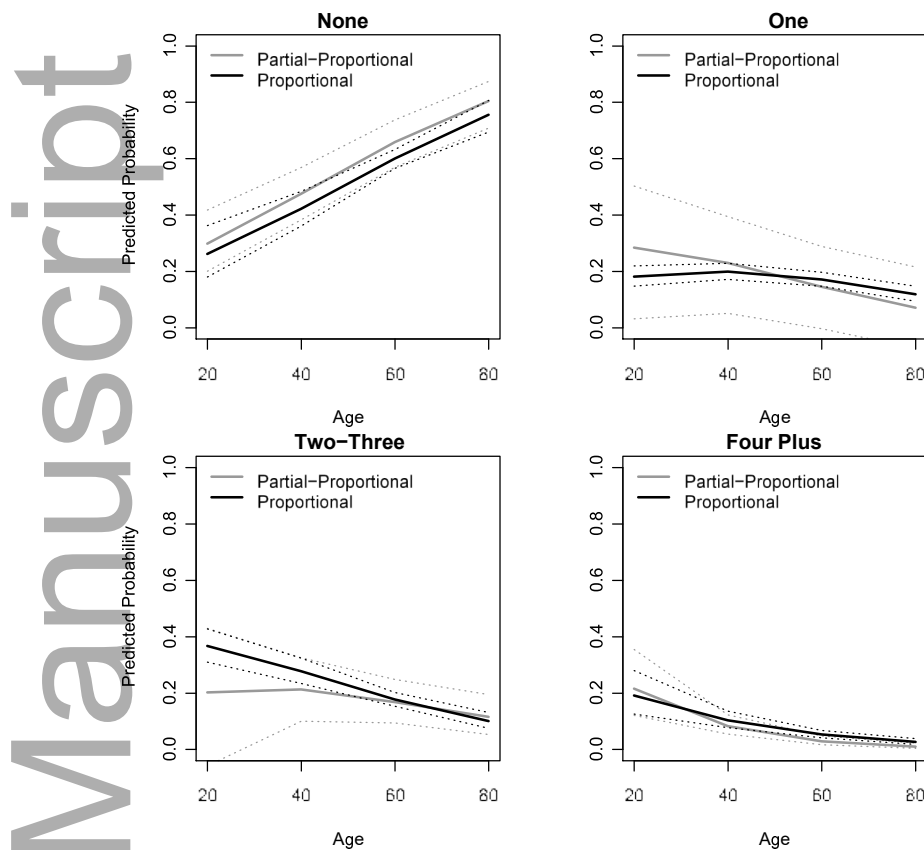 Manuscript
None
Partial-Proportional
Proportional
Predicted Probability
1.0
0.8
0.6
0.4
0.2
0.0
20 40 60 80
Age
One
Partial-Proportional
Proportional
1.0
0.8
0.6
0.4
0.2
0.0
20 40 60 80
Age
Two-Three
Partial-Proportional
Proportional
Predicted Probability
1.0
0.8
0.6
0.4
0.2
0.0
20 40 60 80
Age
Four Plus
Partial-Proportional
Proportional
1.0
0.8
0.6
0.4
0.2
0.0
20 40 60 80
Age